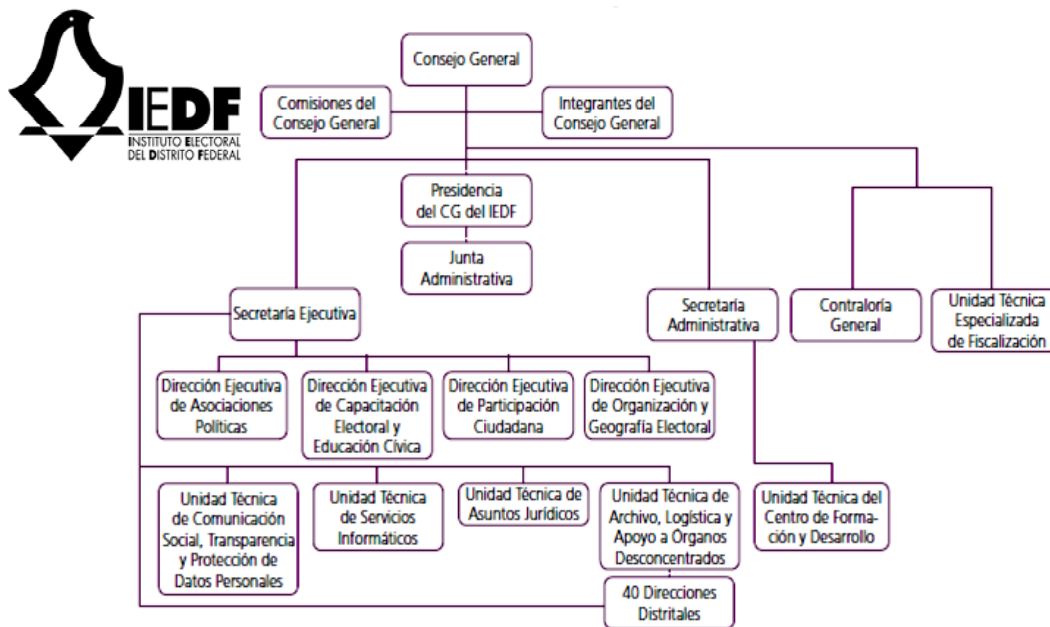 Consejo General
IEDF
INSTITUTO ELECTORAL
DEL DISTRITO FEDERAL
Comisiones del
Consejo General
Integrantes del
Consejo General
Presidencia
del CG del IEDF
Junta
Administrativa
Secretaría Ejecutiva
Secretaría
Administrativa
Contraloría
General
Unidad Técnica
Especializada
de Fiscalización
Dirección Ejecutiva
de Asociaciones
Políticas
Dirección Ejecutiva
de Capacitación
Electoral y
Educación Cívica
Dirección Ejecutiva
de Participación
Ciudadana
Dirección Ejecutiva
de Organización y
Geografía Electoral
Unidad Técnica
de Comunicación
Social, Transparencia
y Protección de
Datos Personales
Unidad Técnica
de Servicios
Informáticos
Unidad Técnica de
Asuntos Jurídicos
Unidad Técnica de
Archivo, Logística y
Apoyo a Órganos
Desconcentrados
Unidad Técnica del
Centro de Forma-
ción y Desarrollo
40 Direcciones
Distritales